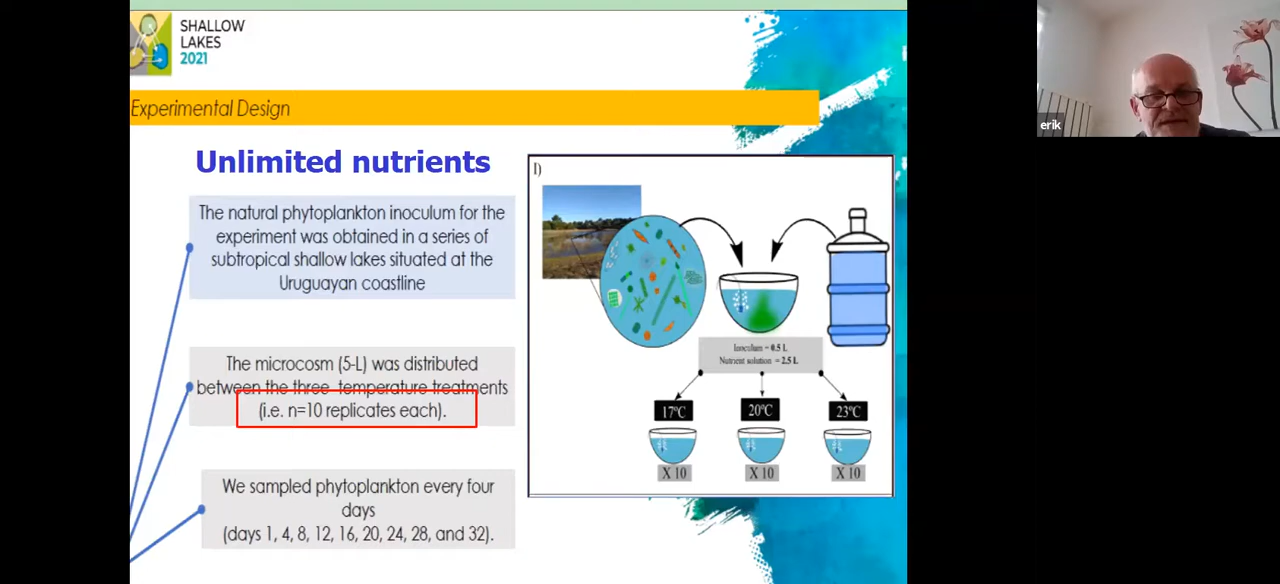 SHALLOW
LAKES
2021
Experimental Design
Unlimited nutrients
The natural phytoplankton inoculum for the
experiment was obtained in a series of
subtropical shallow lakes situated at the
Uruguayan coastline
The microcosm (5-L) was distributed
between the three temperature treatments
(i.e. n=10 replicates each).
We sampled phytoplankton every four
days
(days 1, 4, 8, 12, 16, 20, 24, 28, and 32).
I)
Inoculum = 0.5 L
Nutrient solution = 2.5 L
17ºC
20ºC
23ºC
X 10
X 10
X 10
erik